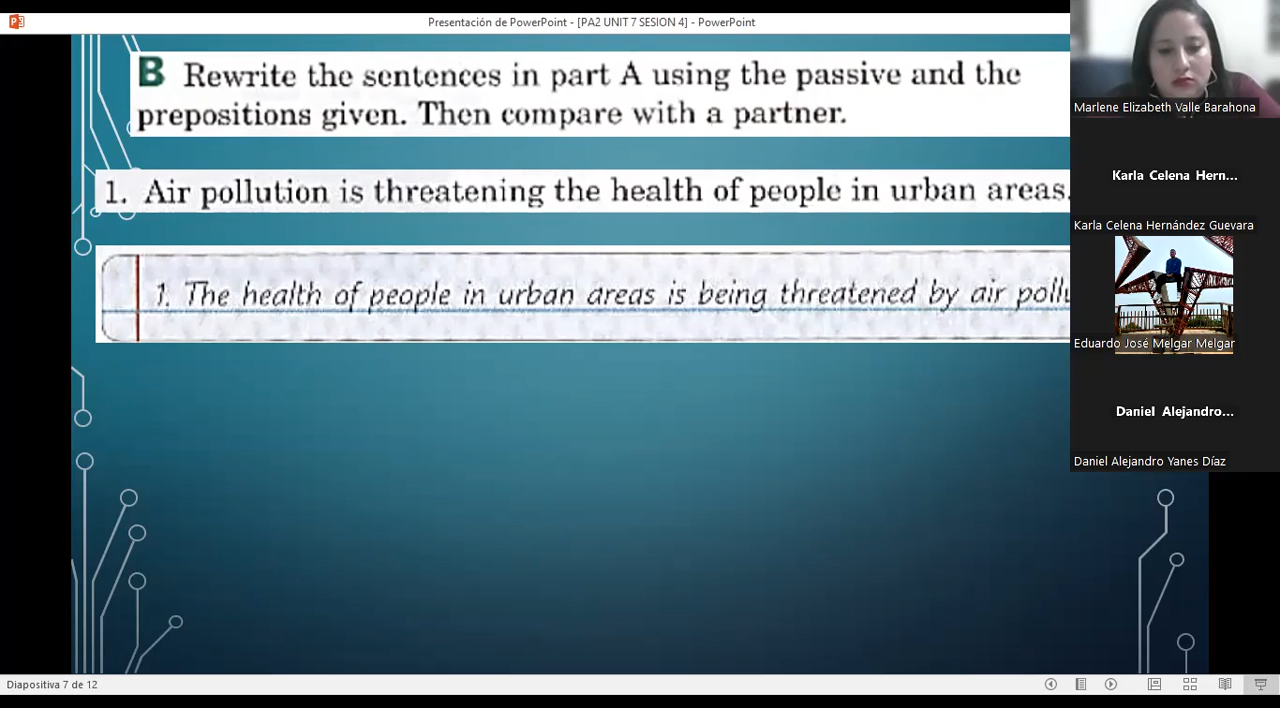 Presentación de PowerPoint - [PA2 UNIT 7 SESION 4] - PowerPoint
B Rewrite the sentences in part A using the passive and the
prepositions given. Then compare with a partner.
1. Air pollution is threatening the health of people in urban areas.
1. The health of people in urban areas is being threatened by air
Marlene Elizabeth Valle Barahona
Karla Celena Hern...
Karla Celena Hernández Guevara
Eduardo José Melgar Melgar
Daniel Alejandro...
Daniel Alejandro Yanes Díaz
Diapositiva 7 de 12